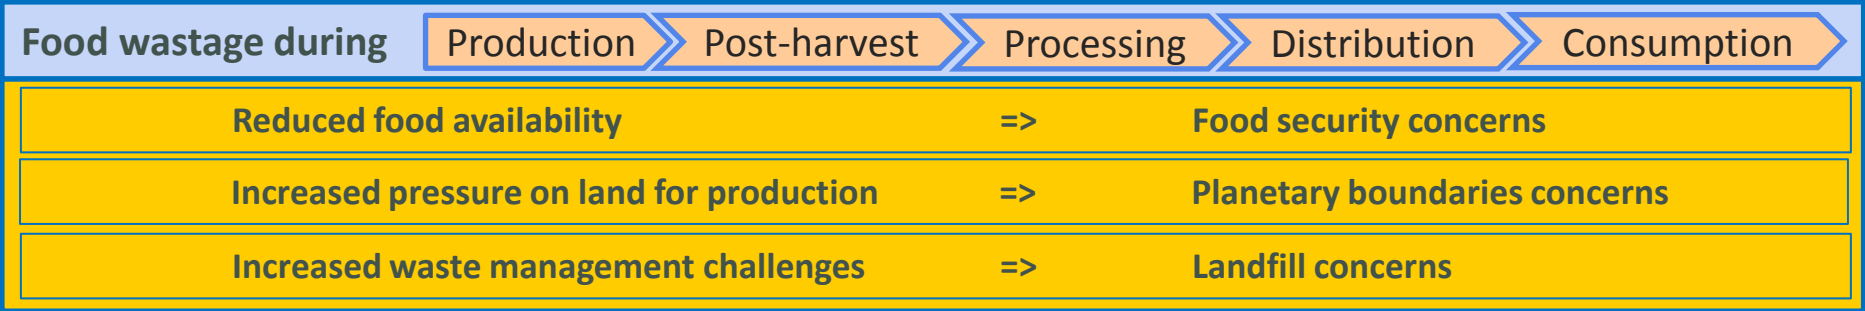 Food wastage during Production Post-harvest Processing Distribution Consumption
Reduced food availability => Food security concerns
Increased pressure on land for production => Planetary boundaries concerns
Increased waste management challenges => Landfill concerns